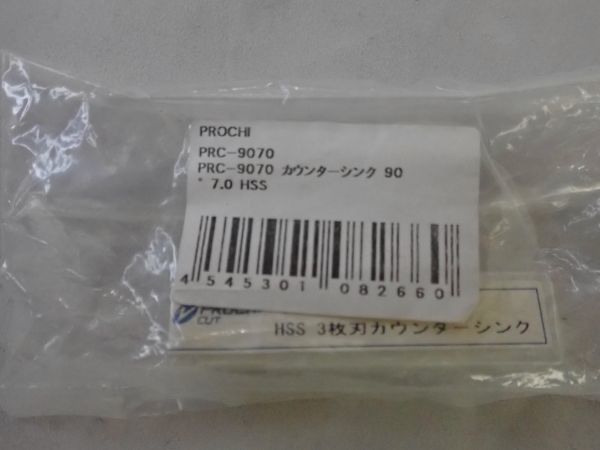 PROCHI
PRC-9070
PRC-9070 カウンターシンク 90
° 7.0 HSS
4 545301 082660
CUT
HSS 3枚刃カウンターシンク